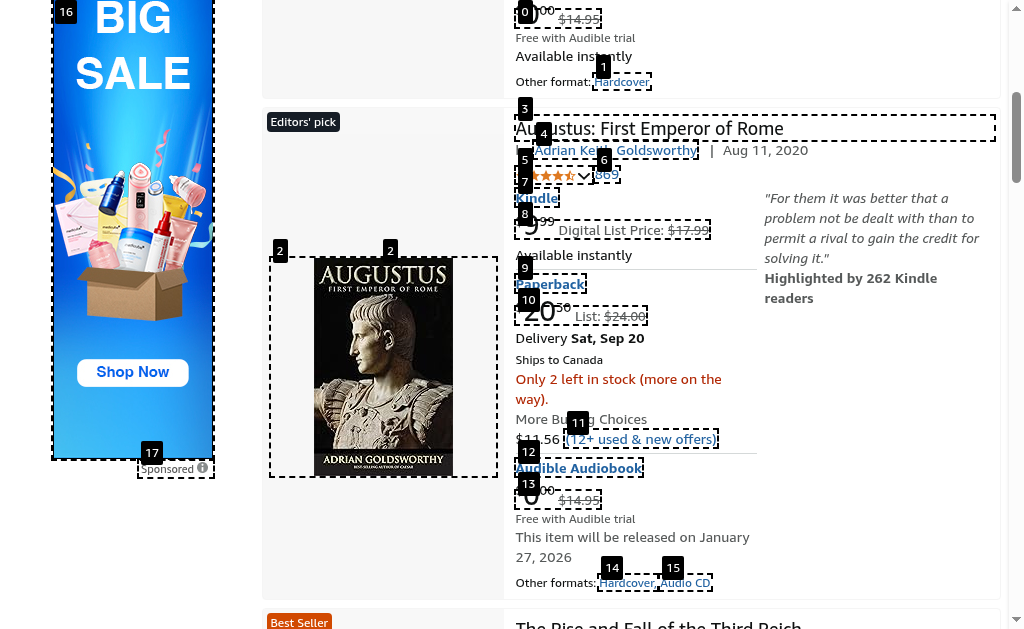 16
BIG
SALE
Shop Now
17
Sponsored
0
$14.95
Free with Audible trial
Available instantly
1
Other format: Hardcover
Editors' pick
3
Augustus: First Emperor of Rome
4
by Adrian Keith Goldsworthy | Aug 11, 2020
5
6
869
7
Kindle
8
9 99 Digital List Price: $17.99
Available instantly
9
Paperback
10
20 50 List: $24.00
Delivery Sat, Sep 20
Ships to Canada
Only 2 left in stock (more on the
way).
More Buying Choices
11
$11.56 (12+ used & new offers)
12
Audible Audiobook
13
0 00 $14.95
Free with Audible trial
This item will be released on January
27, 2026
14
15
Other formats: Hardcover, Audio CD
"For them it was better that a
problem not be dealt with than to
permit a rival to gain the credit for
solving it."
Highlighted by 262 Kindle
readers
2
2
AUGUSTUS
FIRST EMPEROR OF ROME
ADRIAN GOLDSWORTHY
BEST-SELLING AUTHOR OF CAESAR
Best Seller
The Rise and Fall of the Third Reich